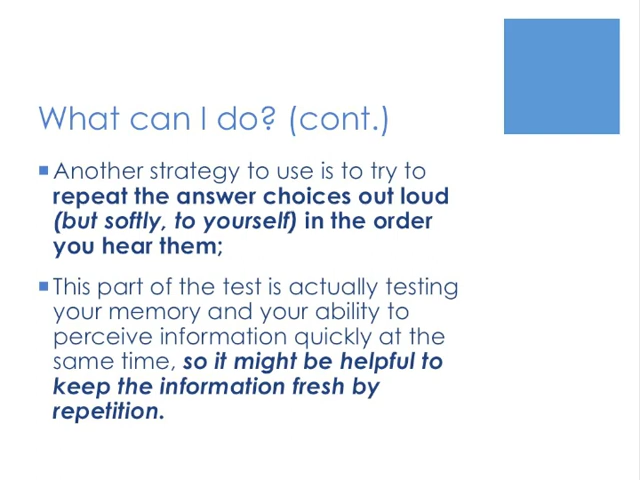 What can I do? (cont.)
Another strategy to use is to try to
repeat the answer choices out loud
(but softly, to yourself) in the order
you hear them;
This part of the test is actually testing
your memory and your ability to
perceive information quickly at the
same time, so it might be helpful to
keep the information fresh by
repetition.